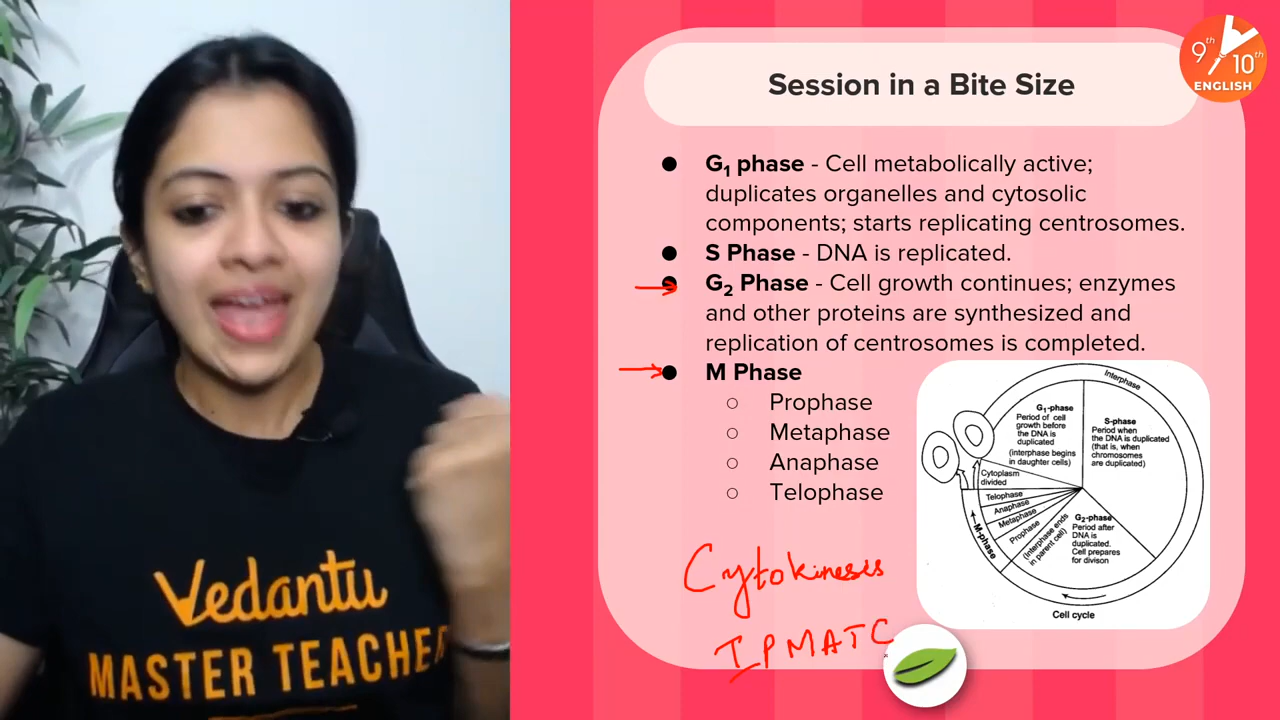 Session in a Bite Size
9th 10th
ENGLISH
● G₁ phase - Cell metabolically active;
duplicates organelles and cytosolic
components; starts replicating centrosomes.
● S Phase - DNA is replicated.
● G₂ Phase - Cell growth continues; enzymes
and other proteins are synthesized and
replication of centrosomes is completed.
● M Phase
○ Prophase
○ Metaphase
○ Anaphase
○ Telophase
Cytokinesis
IPMATC
Interphase
G₁-phase
Period of cell
growth before
the DNA is
duplicated
(interphase begins
in daughter cells)
S-phase
Period when
the DNA is duplicated
(that is, when
chromosomes
are duplicated)
Cytoplasm
divided
Telophase
Anaphase
Metaphase
Prophase
(Interphase ends
in parent cell)
M-phase
G₂-phase
Period after
DNA is
duplicated.
Cell prepares
for divison
Cell cycle
Vedantu
MASTER TEACHER